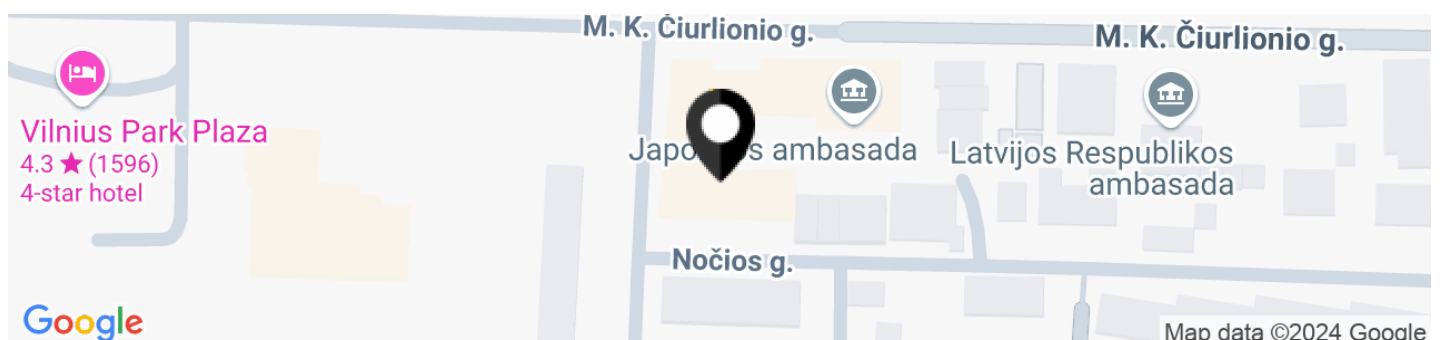 M. K. Čiurlionio g.
M. K. Čiurlionio g.
Vilnius Park Plaza
4.3 ★ (1596)
4-star hotel
ambasada
Latvijos Respublikos
ambasada
Nočios g.
Google
Map data ©2024 Google